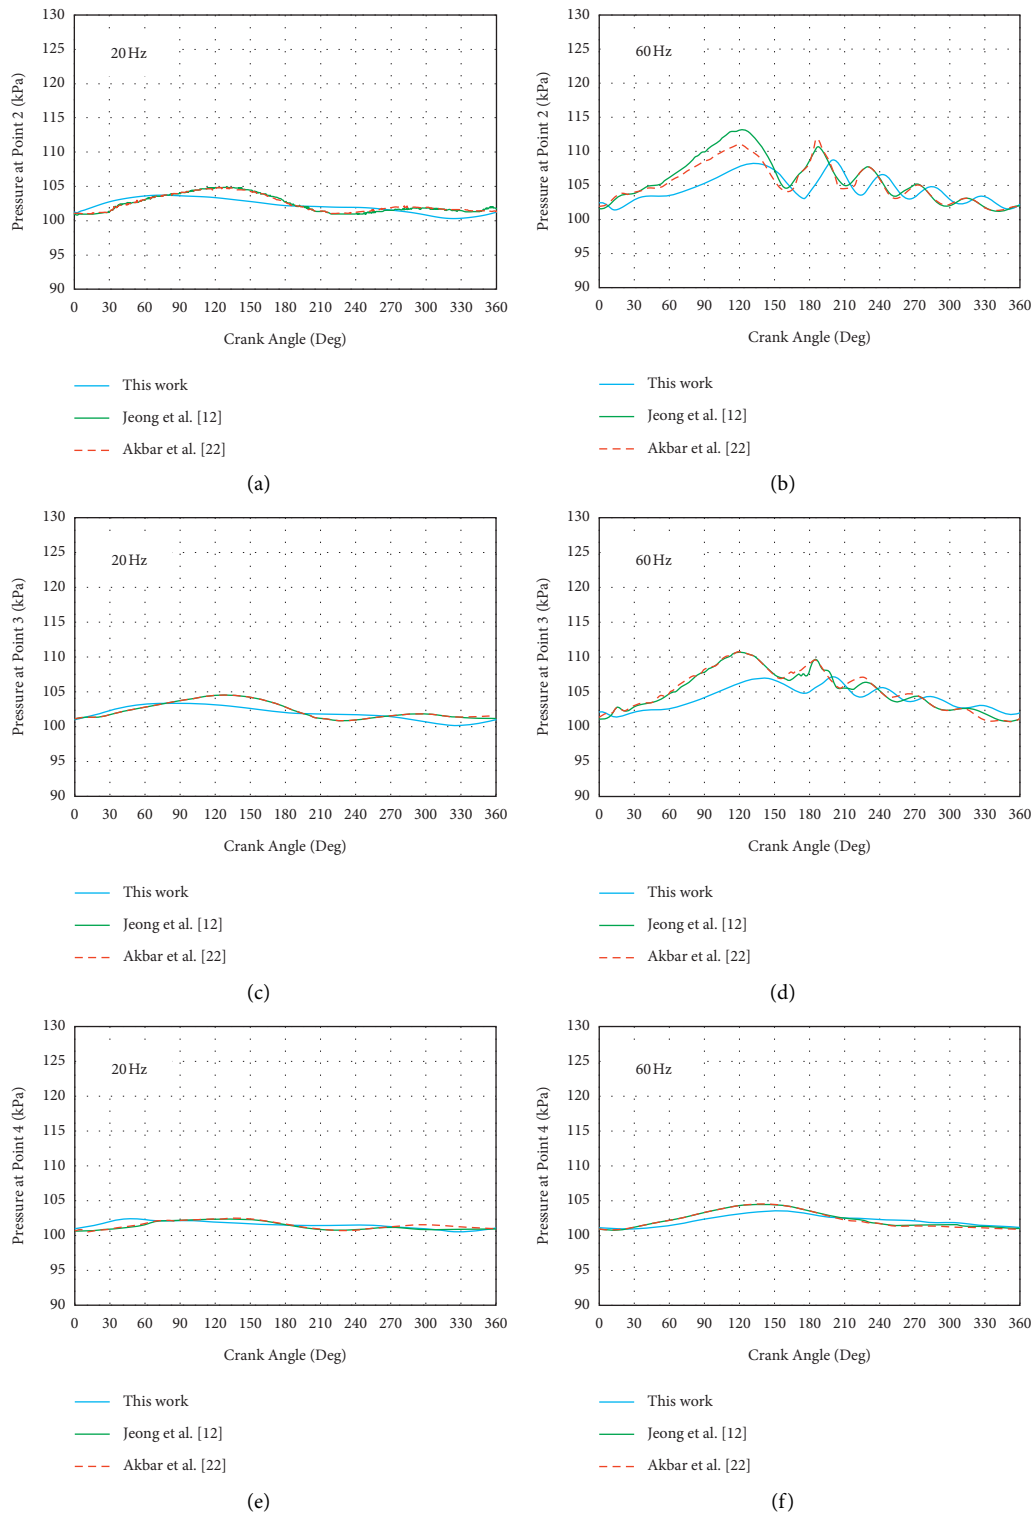 130
125
120
115
110
105
100
95
90
Pressure at Point 2 (kPa)
20 Hz
0 30 60 90 120 150 180 210 240 270 300 330 360
Crank Angle (Deg)
This work
Jeong et al. [12]
Akbar et al. [22]
(a)
130
125
120
115
110
105
100
95
90
Pressure at Point 2 (kPa)
60 Hz
0 30 60 90 120 150 180 210 240 270 300 330 360
Crank Angle (Deg)
This work
Jeong et al. [12]
Akbar et al. [22]
(b)
130
125
120
115
110
105
100
95
90
Pressure at Point 3 (kPa)
20 Hz
0 30 60 90 120 150 180 210 240 270 300 330 360
Crank Angle (Deg)
This work
Jeong et al. [12]
Akbar et al. [22]
(c)
130
125
120
115
110
105
100
95
90
Pressure at Point 3 (kPa)
60 Hz
0 30 60 90 120 150 180 210 240 270 300 330 360
Crank Angle (Deg)
This work
Jeong et al. [12]
Akbar et al. [22]
(d)
130
125
120
115
110
105
100
95
90
Pressure at Point 4 (kPa)
20 Hz
0 30 60 90 120 150 180 210 240 270 300 330 360
Crank Angle (Deg)
This work
Jeong et al. [12]
Akbar et al. [22]
(e)
130
125
120
115
110
105
100
95
90
Pressure at Point 4 (kPa)
60 Hz
0 30 60 90 120 150 180 210 240 270 300 330 360
Crank Angle (Deg)
This work
Jeong et al. [12]
Akbar et al. [22]
(f)